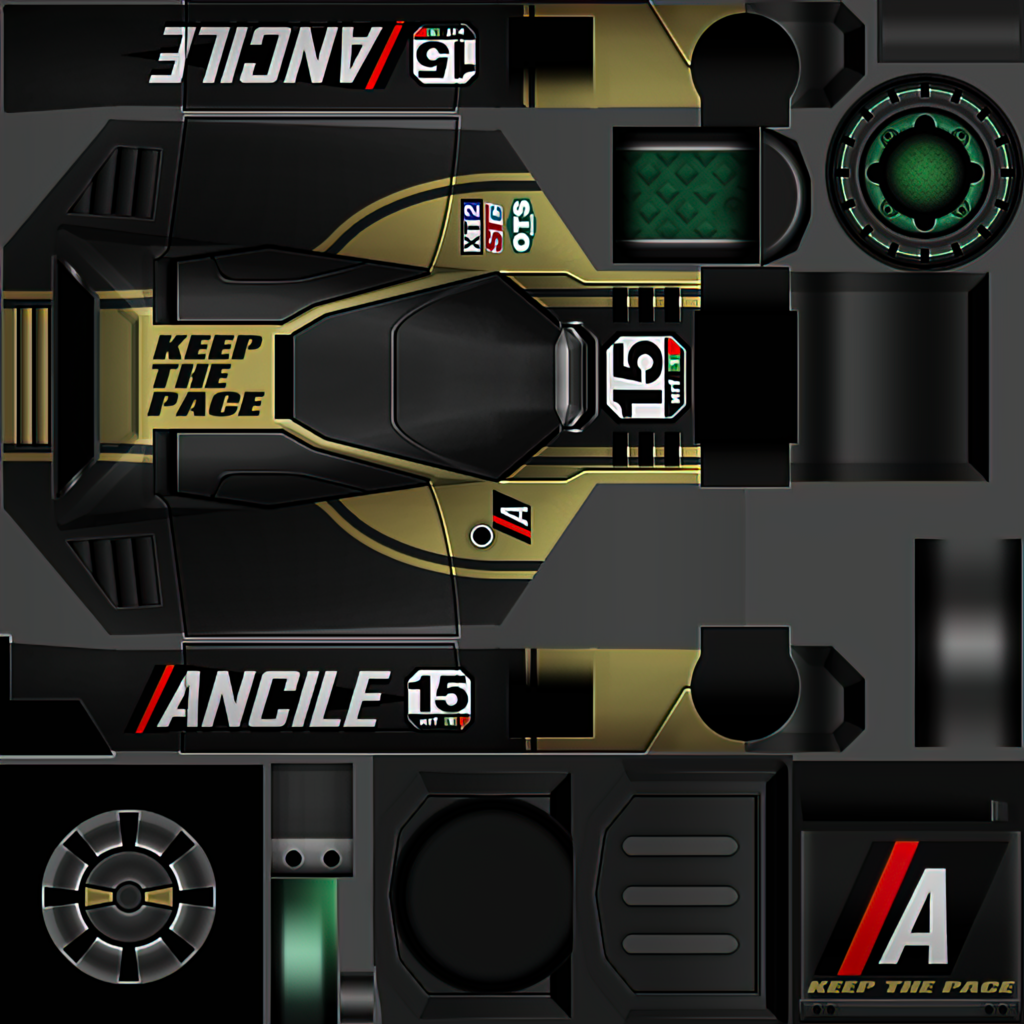 /ANCILE 15
XT2
SIC
OTS
KEEP
THE
PACE
15
/A
/ANCILE 15
/A
KEEP THE PACE